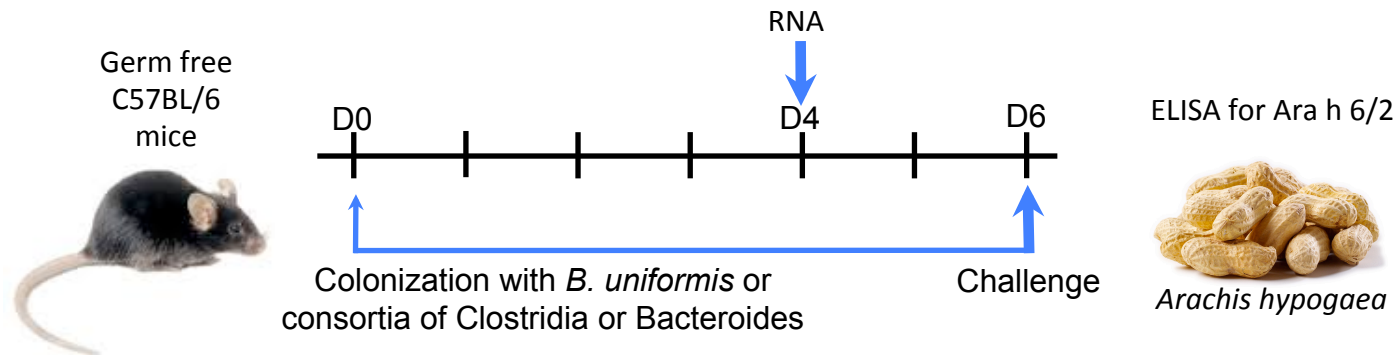 Germ free
C57BL/6
mice
RNA
D0
D4
D6
Colonization with B. uniformis or
consortia of Clostridia or Bacteroides
Challenge
ELISA for Ara h 6/2
Arachis hypogaea